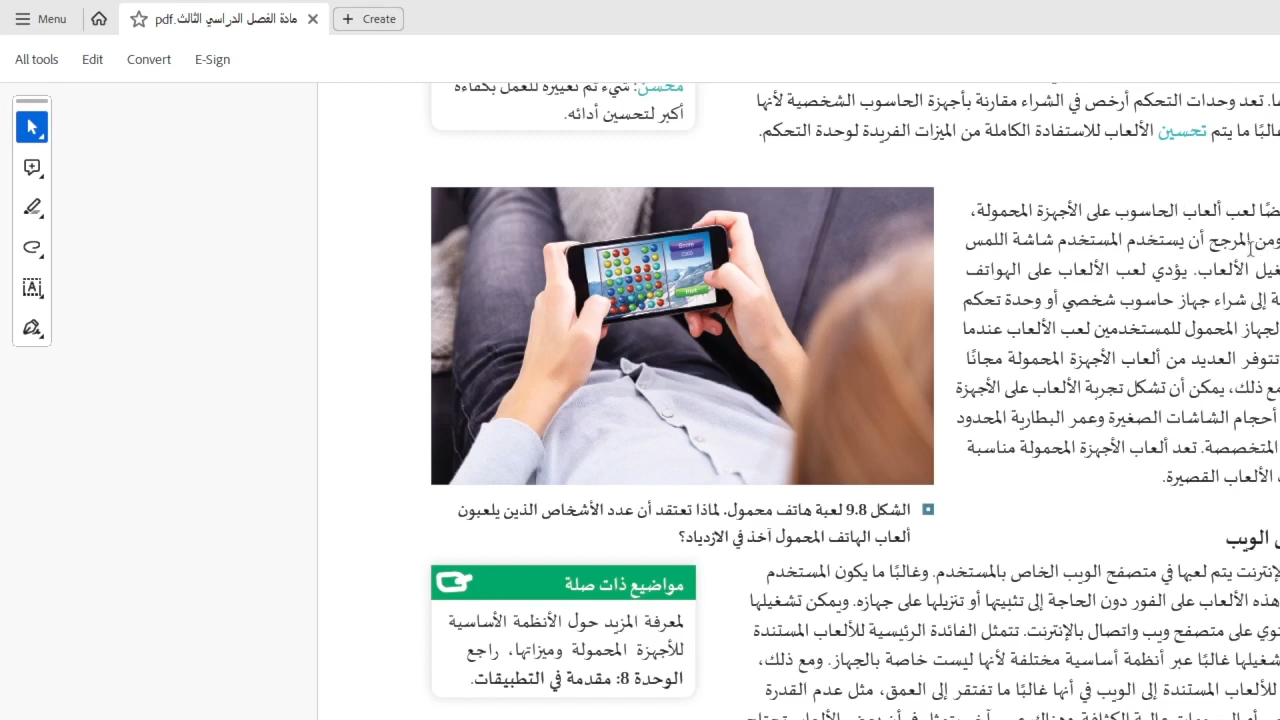 Menu
مادة الفصل الدراسي الثالث.pdf
Create
All tools
Edit
Convert
E-Sign
محسن: شيء تم تغييره للعمل بكفاءة
أكبر لتحسين أدائه.
ما. تعد وحدات التحكم أرخص في الشراء مقارنة بأجهزة الحاسوب الشخصية لأنها
البًا ما يتم تحسين الألعاب للاستفادة الكاملة من الميزات الفريدة لوحدة التحكم.
ضًا لعب ألعاب الحاسوب على الأجهزة المحمولة،
ومن المرجح أن يستخدم المستخدم شاشة اللمس
غيل الألعاب. يؤدي لعب الألعاب على الهواتف
ة إلى شراء جهاز حاسوب شخصي أو وحدة تحكم
لجهاز المحمول للمستخدمين لعب الألعاب عندما
تتوفر العديد من ألعاب الأجهزة المحمولة مجانًا
مع ذلك، يمكن أن تشكل تجربة الألعاب على الأجهزة
أحجام الشاشات الصغيرة وعمر البطارية المحدود
المتخصصة. تعد ألعاب الأجهزة المحمولة مناسبة
الألعاب القصيرة.
Score
الشكل 9.8 لعبة هاتف محمول. لماذا تعتقد أن عدد الأشخاص الذين يلعبون
ألعاب الهاتف المحمول آخذ في الازدياد؟
مواضيع ذات صلة
لمعرفة المزيد حول الأنظمة الأساسية
للأجهزة المحمولة وميزاتها، راجع
الوحدة 8: مقدمة في التطبيقات.
الويب
لإنترنت يتم لعبها في متصفح الويب الخاص بالمستخدم. وغالبًا ما يكون المستخدم
هذه الألعاب على الفور دون الحاجة إلى تثبيتها أو تنزيلها على جهازه. ويمكن تشغيلها
توي على متصفح ويب واتصال بالإنترنت. تتمثل الفائدة الرئيسية للألعاب المستندة
شغيلها غالبًا عبر أنظمة أساسية مختلفة لأنها ليست خاصة بالجهاز. ومع ذلك،
للألعاب المستندة إلى الويب في أنها غالبًا ما تفتقر إلى العمق، مثل عدم القدرة